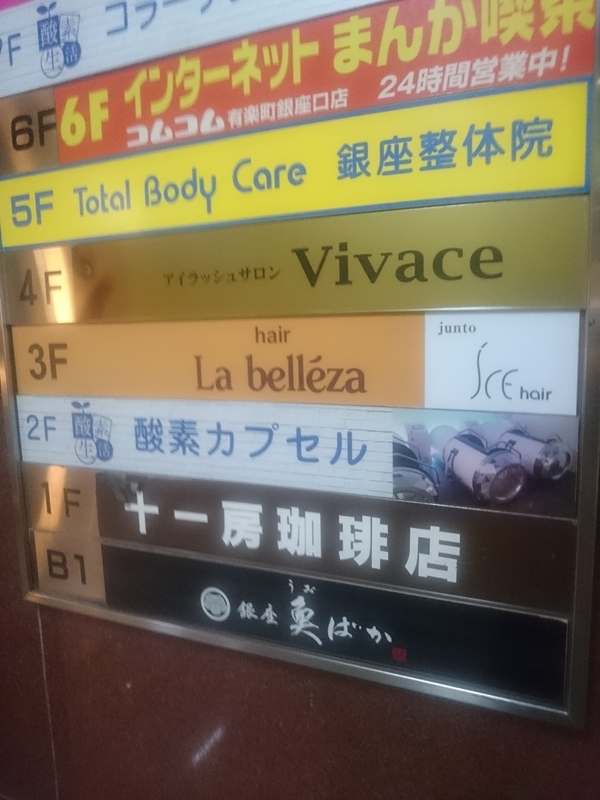 7F 酸素生活 コラーゲン
6F 6F インターネット まんが喫茶
コムコム 有楽町銀座口店 24時間営業中!
5F Total Body Care 銀座整体院
4F アイラッシュサロン Vivace
3F hair
La belléza
junto
ICE hair
2F 酸素生活 酸素カプセル
1F 十一房珈琲店
B1 銀座 魚ばか
うお